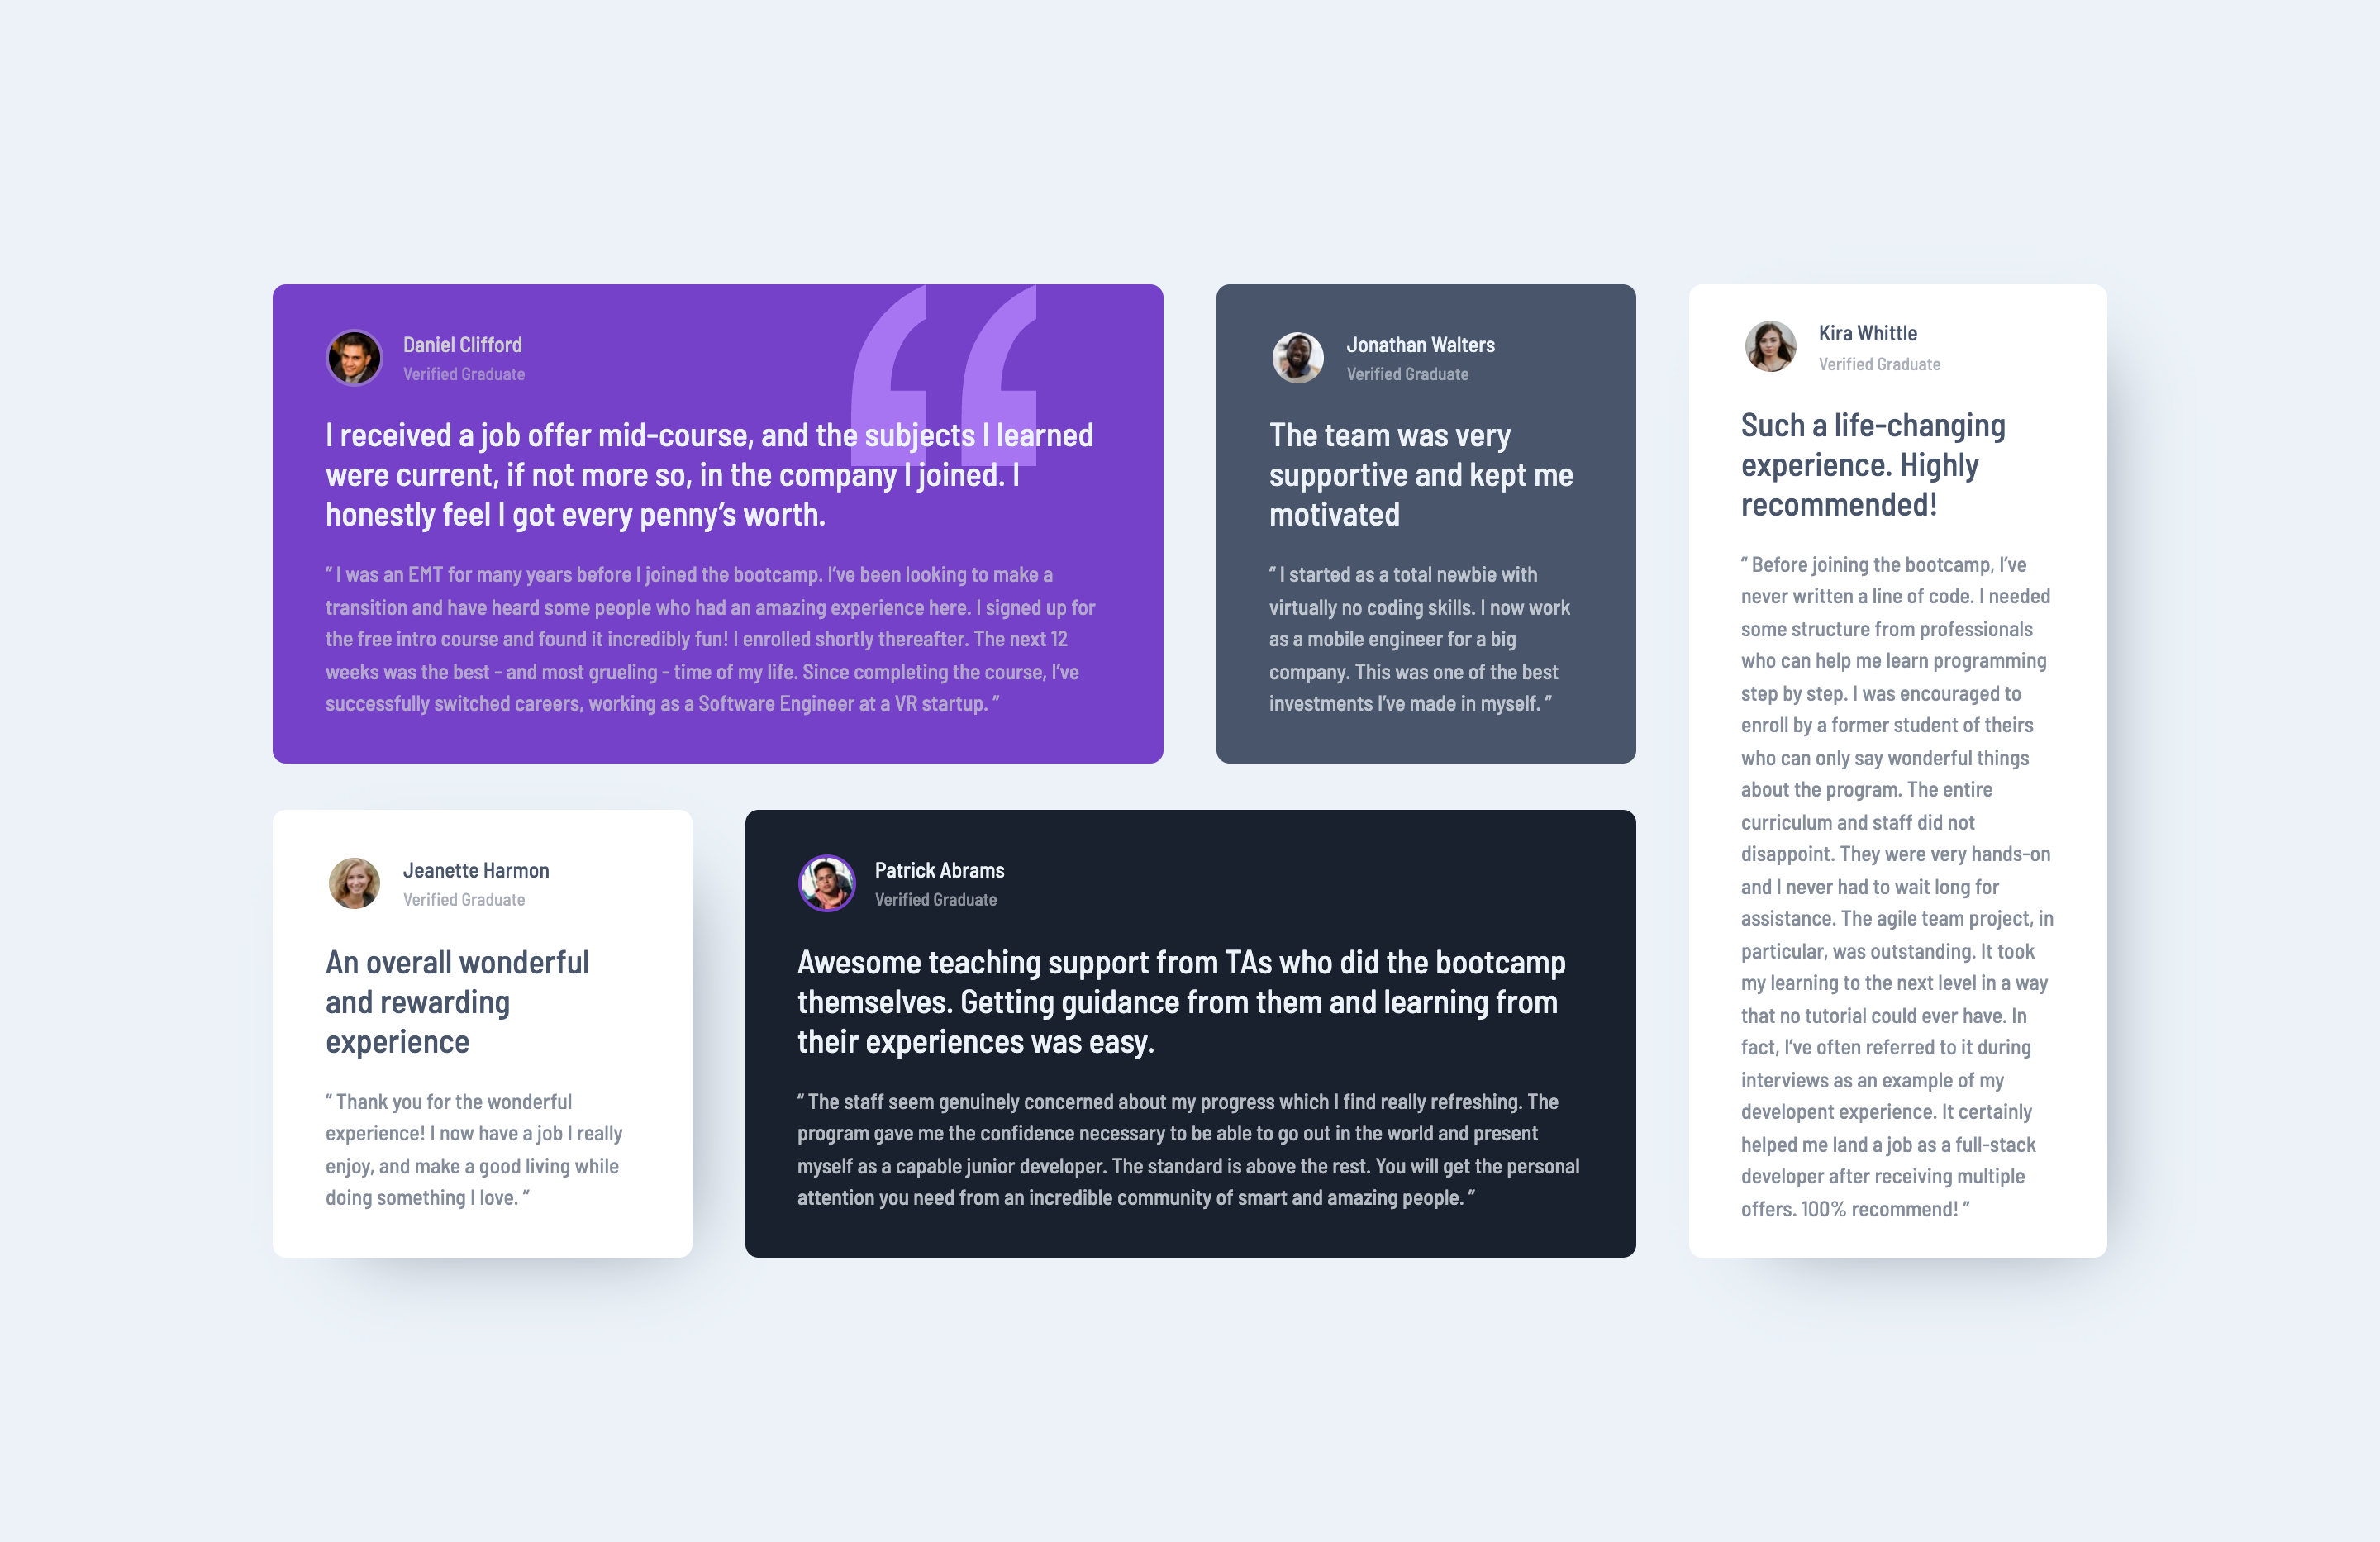 Daniel Clifford
Verified Graduate
I received a job offer mid-course, and the subjects I learned
were current, if not more so, in the company I joined. I
honestly feel I got every penny’s worth.
“ I was an EMT for many years before I joined the bootcamp. I’ve been looking to make a
transition and have heard some people who had an amazing experience here. I signed up for
the free intro course and found it incredibly fun! I enrolled shortly thereafter. The next 12
weeks was the best - and most grueling - time of my life. Since completing the course, I’ve
successfully switched careers, working as a Software Engineer at a VR startup. ”
Jonathan Walters
Verified Graduate
The team was very
supportive and kept me
motivated
“ I started as a total newbie with
virtually no coding skills. I now work
as a mobile engineer for a big
company. This was one of the best
investments I’ve made in myself. ”
Kira Whittle
Verified Graduate
Such a life-changing
experience. Highly
recommended!
“ Before joining the bootcamp, I’ve
never written a line of code. I needed
some structure from professionals
who can help me learn programming
step by step. I was encouraged to
enroll by a former student of theirs
who can only say wonderful things
about the program. The entire
curriculum and staff did not
disappoint. They were very hands-on
and I never had to wait long for
assistance. The agile team project, in
particular, was outstanding. It took
my learning to the next level in a way
that no tutorial could ever have. In
fact, I’ve often referred to it during
interviews as an example of my
developent experience. It certainly
helped me land a job as a full-stack
developer after receiving multiple
offers. 100% recommend! ”
Jeanette Harmon
Verified Graduate
An overall wonderful
and rewarding
experience
“ Thank you for the wonderful
experience! I now have a job I really
enjoy, and make a good living while
doing something I love. ”
Patrick Abrams
Verified Graduate
Awesome teaching support from TAs who did the bootcamp
themselves. Getting guidance from them and learning from
their experiences was easy.
“ The staff seem genuinely concerned about my progress which I find really refreshing. The
program gave me the confidence necessary to be able to go out in the world and present
myself as a capable junior developer. The standard is above the rest. You will get the personal
attention you need from an incredible community of smart and amazing people. ”